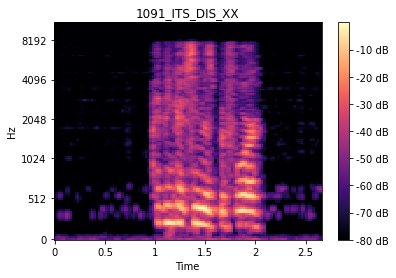 1091_ITS_DIS_XX
8192
4096
2048
1024
512
0
Hz
0
0.5
1
1.5
2
2.5
Time
-10 dB
-20 dB
-30 dB
-40 dB
-50 dB
-60 dB
-70 dB
-80 dB